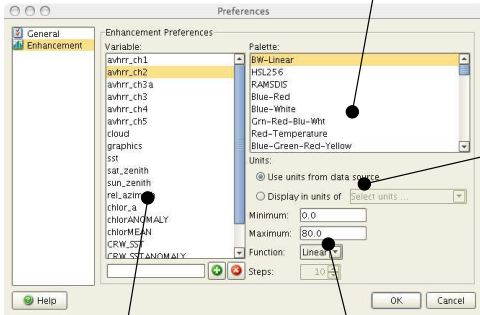 Preferences
General
Enhancement
Enhancement Preferences
Variable:
avhrr_ch1
avhrr_ch2
avhrr_ch3a
avhrr_ch3
avhrr_ch4
avhrr_ch5
cloud
graphics
sst
sat_zenith
sun_zenith
rel_azimuth
chlor_a
chlorANOMALY
chlorMEAN
CRW_SST
CRW_SSTANOMALY
Palette:
BW-Linear
HSL256
RAMSDIS
Blue-Red
Blue-White
Grn-Red-Blu-Wht
Red-Temperature
Blue-Green-Red-Yellow
Units:
Use units from data source
Display in units of Select units ...
Minimum: 0.0
Maximum: 80.0
Function: Linear
Steps: 10
Help
OK
Cancel